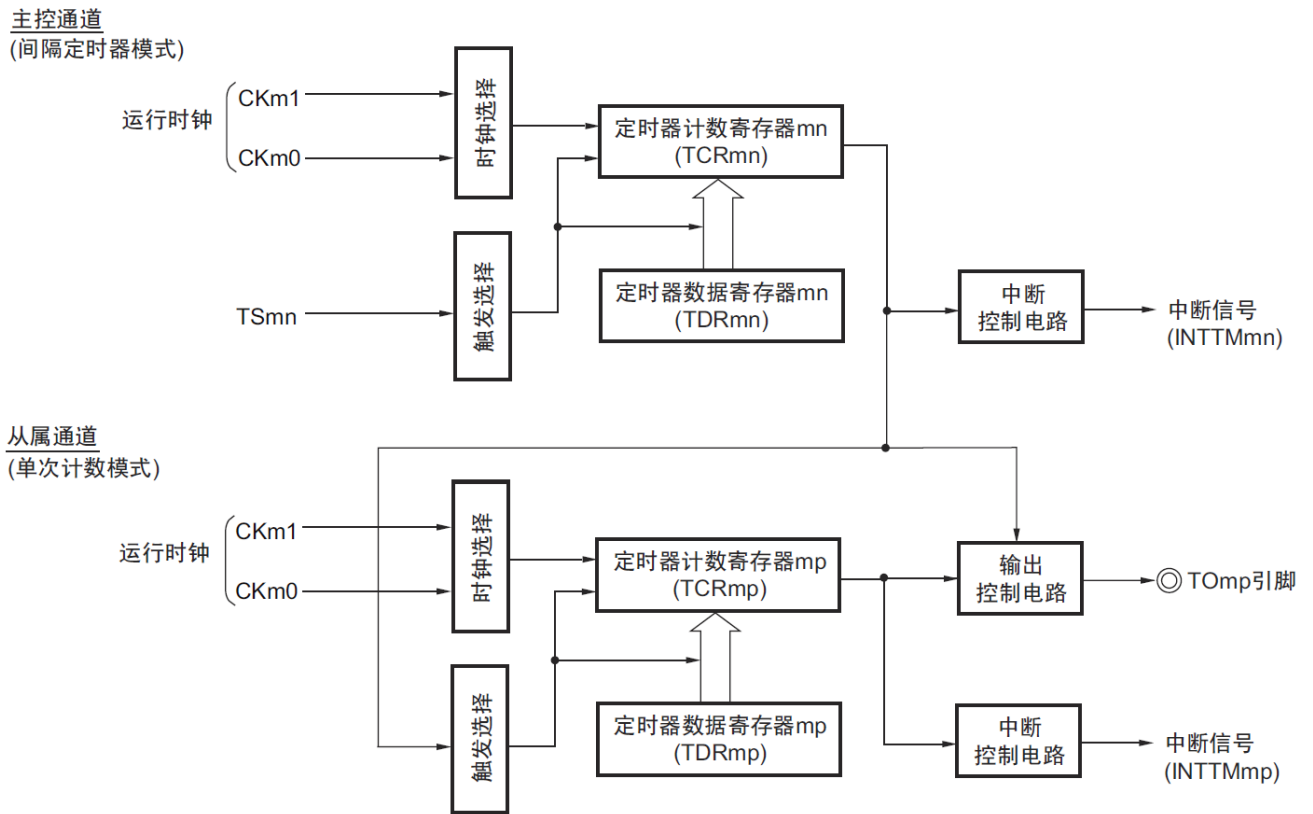 主控通道
(间隔定时器模式)
运行时钟
CKm1
CKm0
时钟选择
定时器计数寄存器mn
(TCRmn)
TSmn
触发选择
定时器数据寄存器mn
(TDRmn)
中断
控制电路
中断信号
(INTTMmn)
从属通道
(单次计数模式)
运行时钟
CKm1
CKm0
时钟选择
定时器计数寄存器mp
(TCRmp)
输出
控制电路
TOmp引脚
触发选择
定时器数据寄存器mp
(TDRmp)
中断
控制电路
中断信号
(INTTMmp)